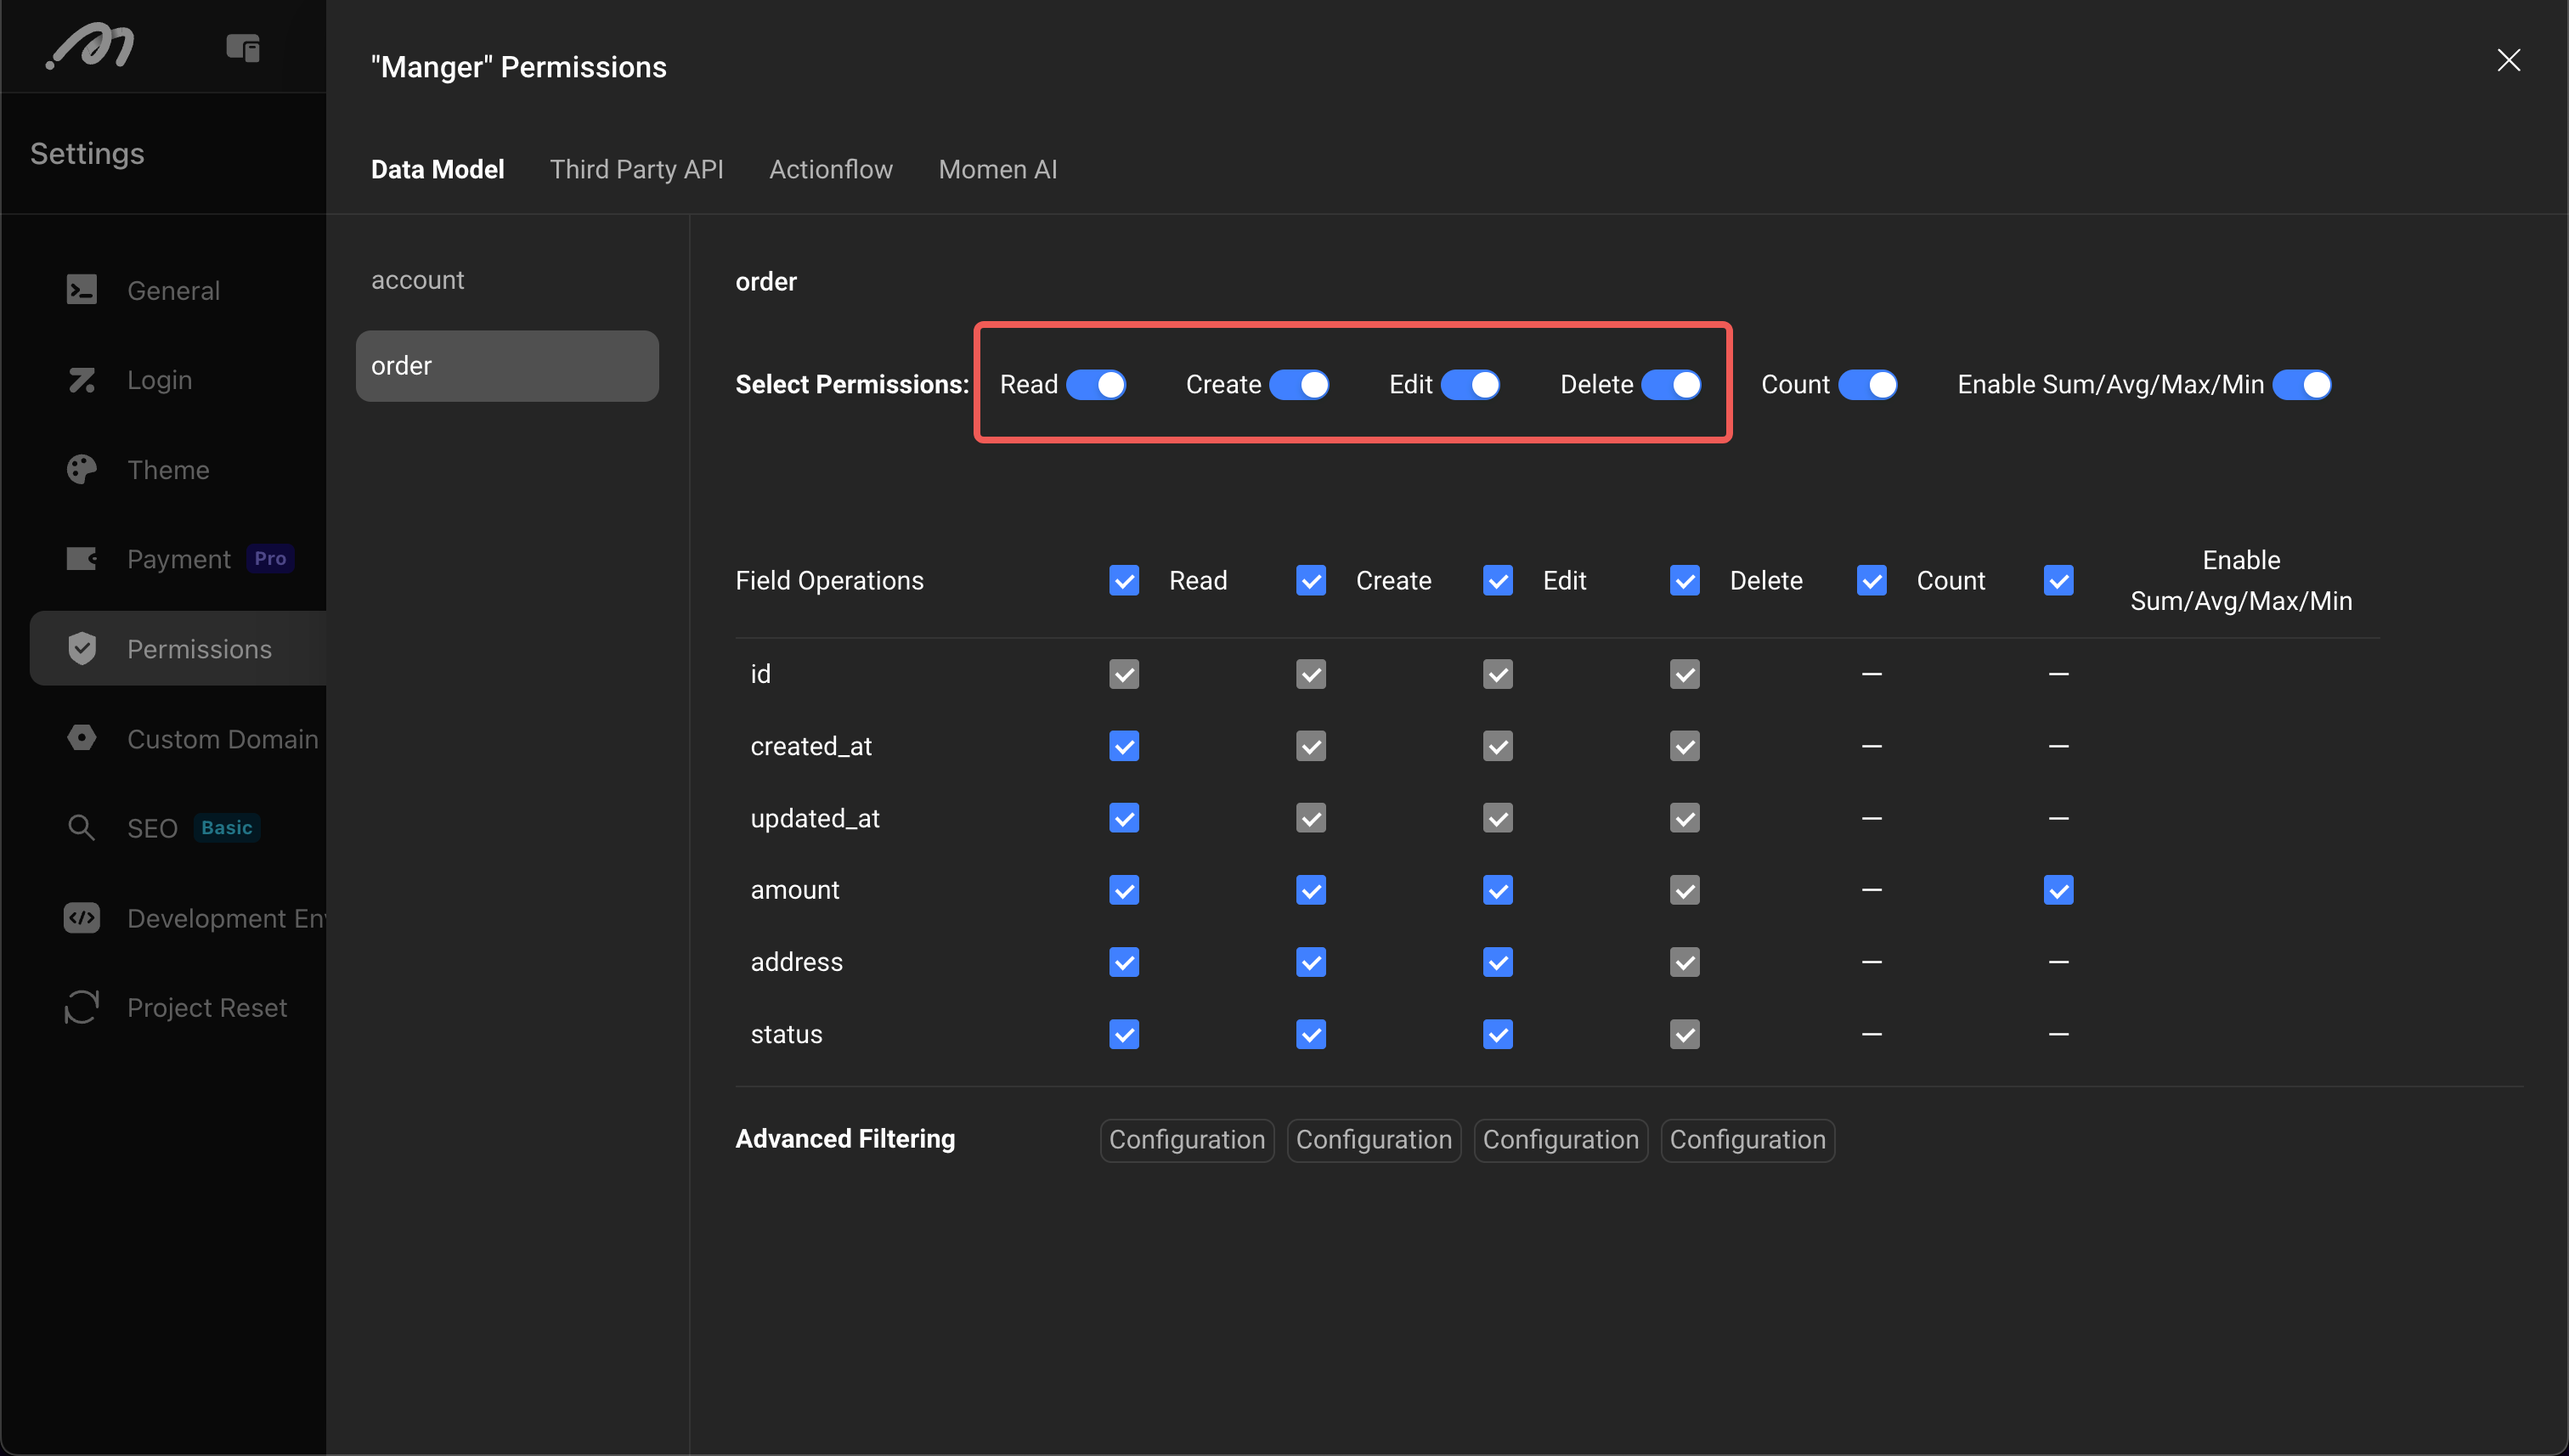 "Manger" Permissions
Settings
Data Model Third Party API Actionflow Momen AI
General
Login
Theme
Payment Pro
Permissions
Custom Domain
SEO Basic
Development En
Project Reset
account
order
order
Select Permissions: Read Create Edit Delete Count Enable Sum/Avg/Max/Min
Field Operations Read Create Edit Delete Count Enable
Sum/Avg/Max/Min
id
created_at
updated_at
amount
address
status
Advanced Filtering Configuration Configuration Configuration Configuration